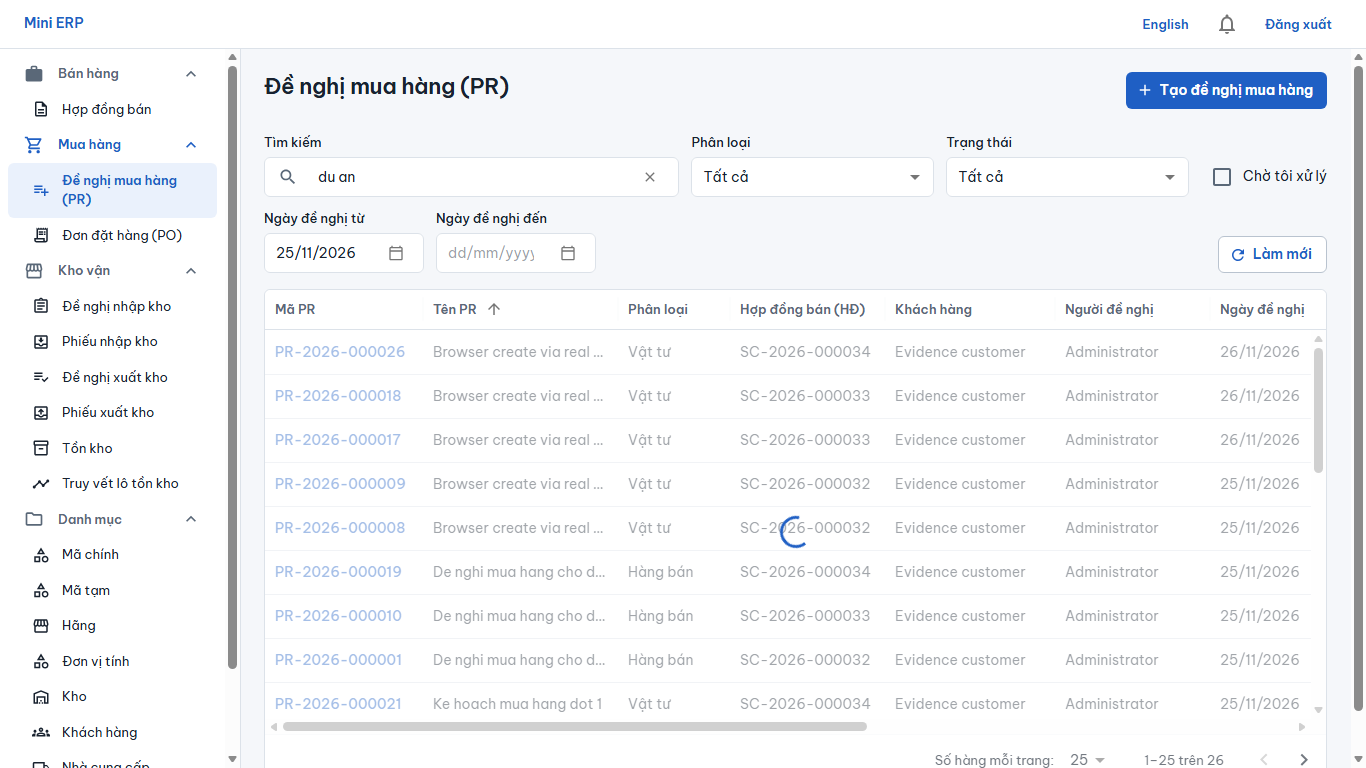 Mini ERP
English
Đăng xuất
Bán hàng
Hợp đồng bán
Mua hàng
Đề nghị mua hàng
(PR)
Đơn đặt hàng (PO)
Kho vận
Đề nghị nhập kho
Phiếu nhập kho
Đề nghị xuất kho
Phiếu xuất kho
Tồn kho
Truy vết lô tồn kho
Danh mục
Mã chính
Mã tạm
Hãng
Đơn vị tính
Kho
Khách hàng
Nhà cung cấp
Đề nghị mua hàng (PR)
Tạo đề nghị mua hàng
Tìm kiếm
Phân loại
Trạng thái
du an
Tất cả
Tất cả
Chờ tôi xử lý
Ngày đề nghị từ
Ngày đề nghị đến
25/11/2026
dd/mm/yyyy
Làm mới
Mã PR Tên PR Phân loại Hợp đồng bán (HĐ) Khách hàng Người đề nghị Ngày đề nghị
PR-2026-000026 Browser create via real ... Vật tư SC-2026-000034 Evidence customer Administrator 26/11/2026
PR-2026-000018 Browser create via real ... Vật tư SC-2026-000033 Evidence customer Administrator 26/11/2026
PR-2026-000017 Browser create via real ... Vật tư SC-2026-000033 Evidence customer Administrator 26/11/2026
PR-2026-000009 Browser create via real ... Vật tư SC-2026-000032 Evidence customer Administrator 25/11/2026
PR-2026-000008 Browser create via real ... Vật tư SC-2026-000032 Evidence customer Administrator 25/11/2026
PR-2026-000019 De nghi mua hang cho d... Hàng bán SC-2026-000034 Evidence customer Administrator 25/11/2026
PR-2026-000010 De nghi mua hang cho d... Hàng bán SC-2026-000033 Evidence customer Administrator 25/11/2026
PR-2026-000001 De nghi mua hang cho d... Hàng bán SC-2026-000032 Evidence customer Administrator 25/11/2026
PR-2026-000021 Ke hoach mua hang dot 1 Vật tư SC-2026-000034 Evidence customer Administrator 25/11/2026
Số hàng mỗi trang: 25 1–25 trên 26